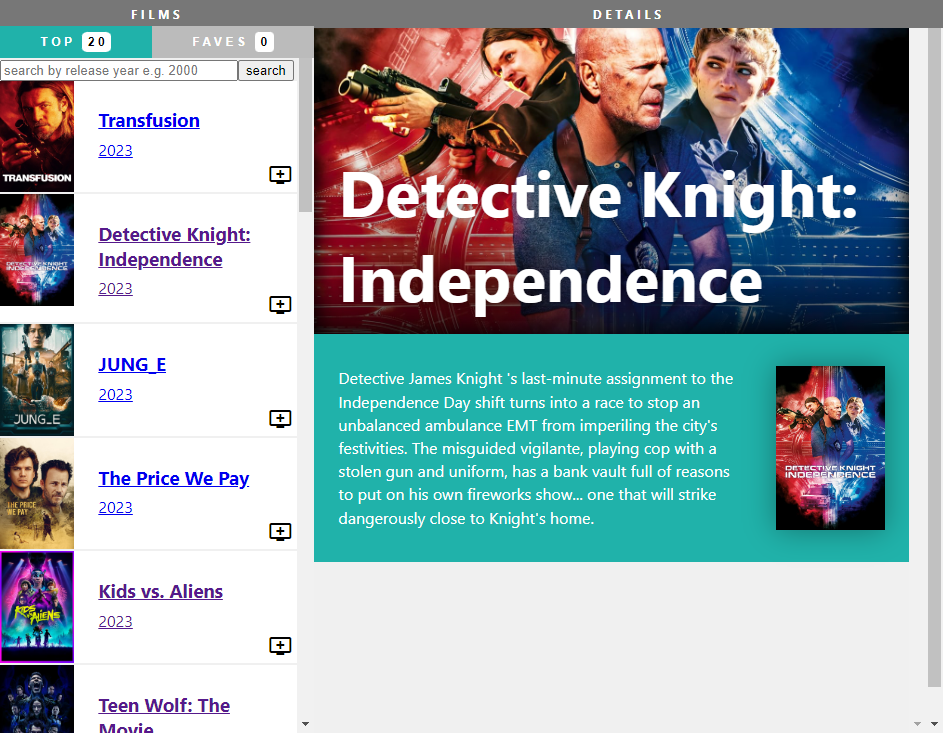 FILMS
DETAILS
TOP 20
FAVES 0
search by release year e.g. 2000
search
TRANSFUSION
Transfusion
2023
DETECTIVE KNIGHT
INDEPENDENCE
Detective Knight:
Independence
2023
JUNG_E
JUNG_E
2023
THE PRICE
WE PAY
The Price We Pay
2023
KIDS VS. ALIENS
Kids vs. Aliens
2023
Teen Wolf: The
Movie
Detective Knight:
Independence
Detective James Knight 's last-minute assignment to the
Independence Day shift turns into a race to stop an
unbalanced ambulance EMT from imperiling the city's
festivities. The misguided vigilante, playing cop with a
stolen gun and uniform, has a bank vault full of reasons
to put on his own fireworks show... one that will strike
dangerously close to Knight's home.
DETECTIVE KNIGHT
INDEPENDENCE